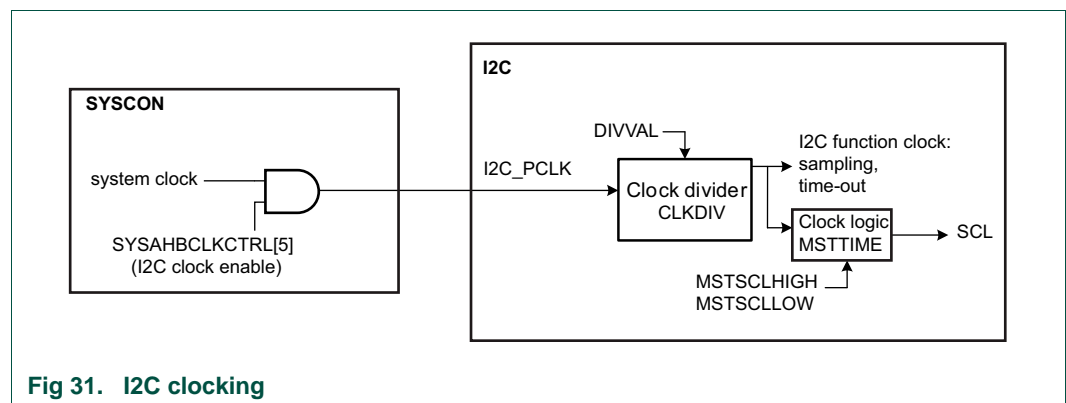 SYSCON
system clock
SYSAHBCLKCTRL[5]
(I2C clock enable)
I2C
I2C_PCLK
DIVVAL
Clock divider
CLKDIV
I2C function clock:
sampling,
time-out
Clock logic
MSTTIME
SCL
MSTSCLHIGH
MSTSCLLOW
Fig 31. I2C clocking